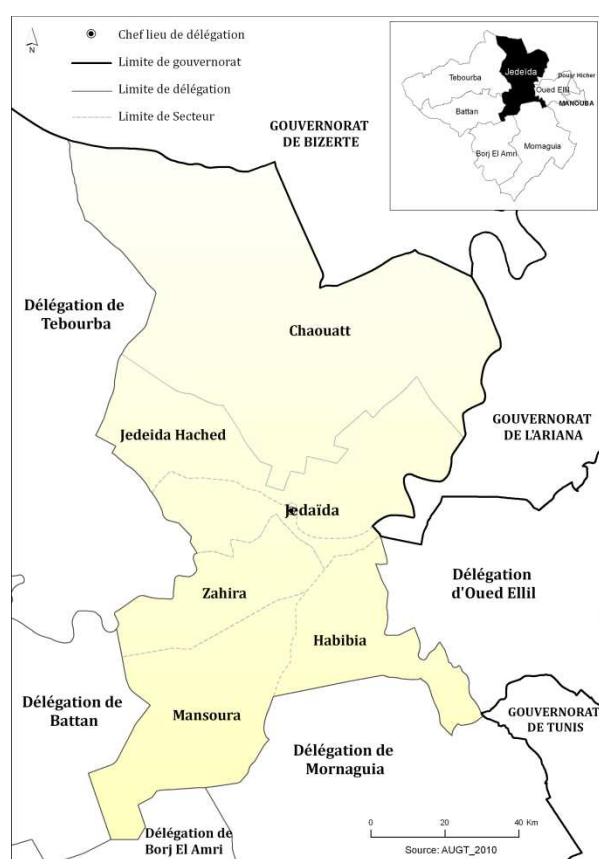 N
Chef lieu de délégation
Limite de gouvernorat
Limite de délégation
Limite de Secteur
GOUVERNORAT
DE BIZERTE
Tebourba
Jedeïda
Douar Hicher
Oued Ellil
MANOUBA
Battan
Borj El Amri
Mornaguia
Délégation de
Tebourba
Chaouatt
Jedeida Hached
GOUVERNORAT
DE L'ARIANA
Jedaïda
Zahira
Délégation
d'Oued Ellil
Habibia
Délégation de
Battan
Mansoura
GOUVERNORAT
DE TUNIS
Délégation de
Mornaguia
Délégation de
Borj El Amri
0 20 40 Km
Source: AUGT_2010